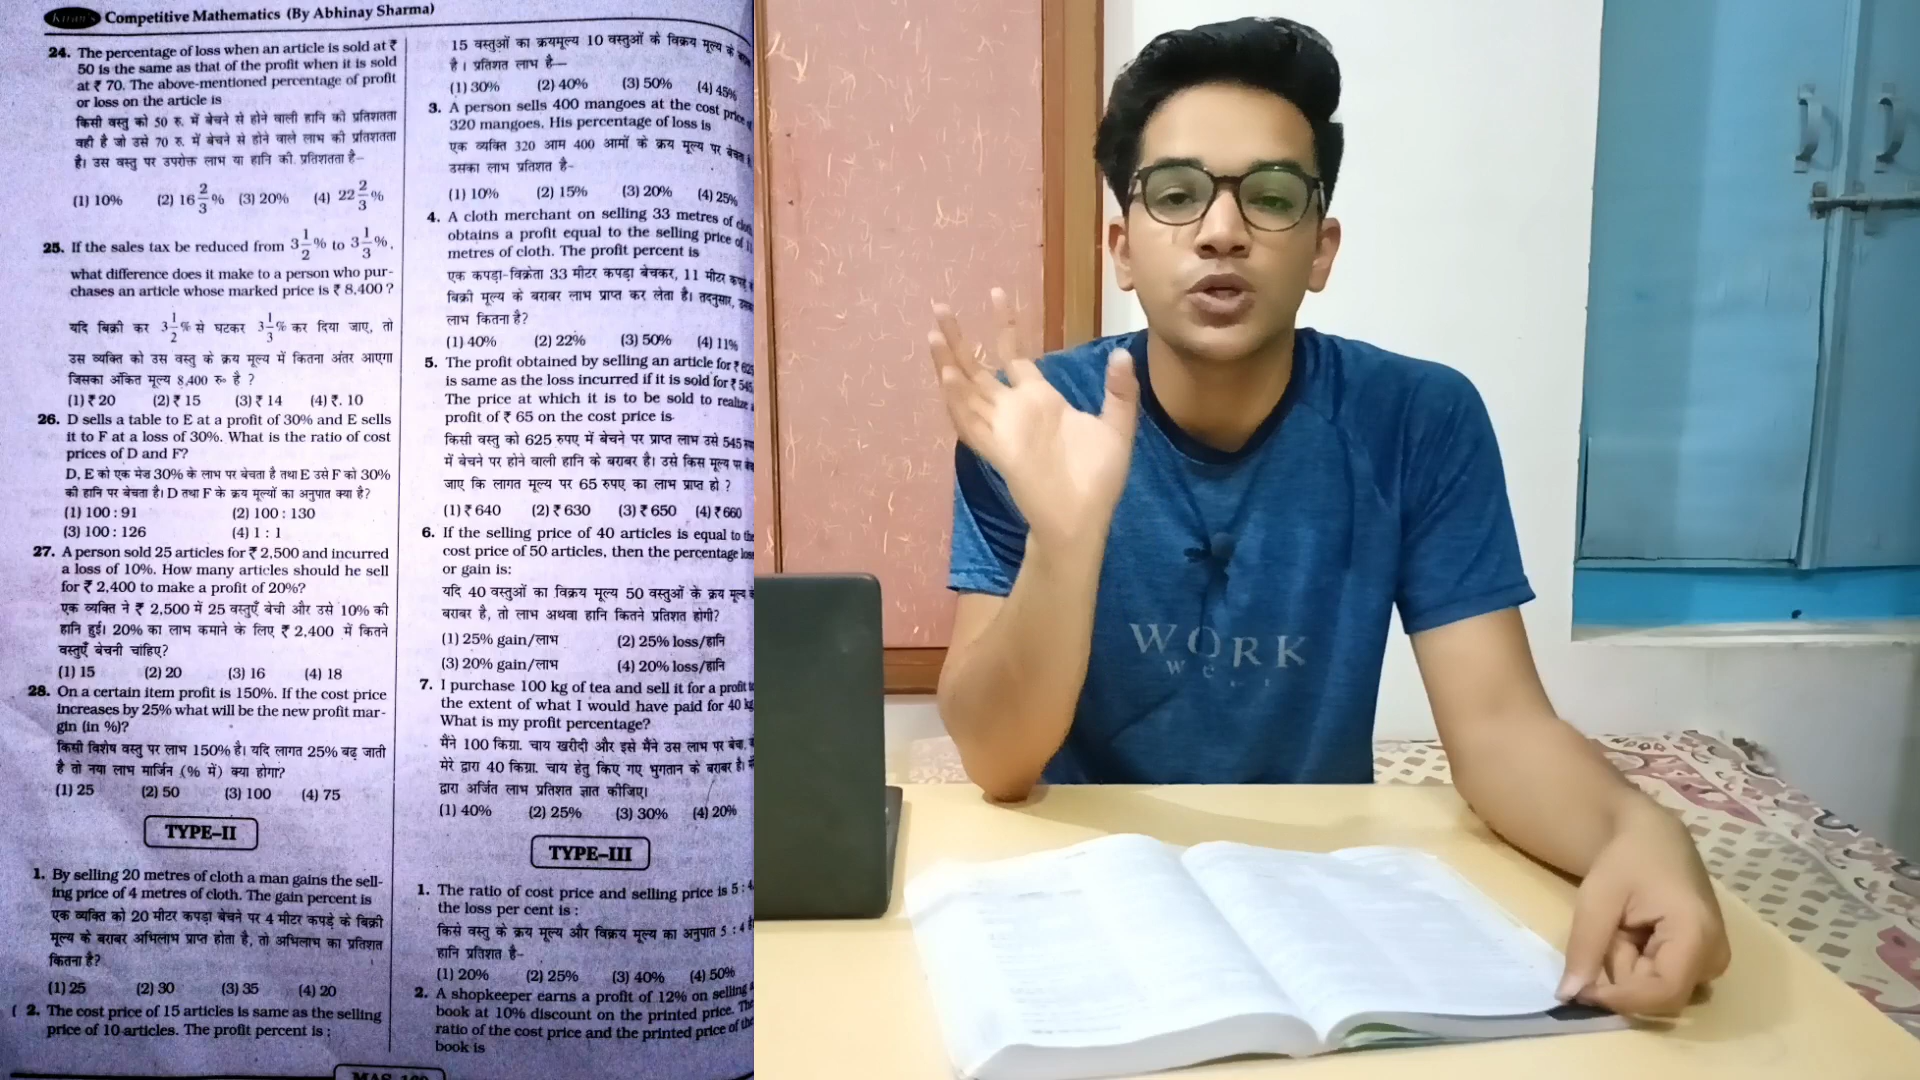 Kiran's Competitive Mathematics (By Abhinay Sharma)
24. The percentage of loss when an article is sold at ₹
50 is the same as that of the profit when it is sold
at ₹ 70. The above-mentioned percentage of profit
or loss on the article is
किसी वस्तु को 50 रु. में बेचने से होने वाली हानि की प्रतिशतता
वही है जो उसे 70 रु. में बेचने से होने वाले लाभ की प्रतिशतता
है। उस वस्तु पर उपरोक्त लाभ या हानि की प्रतिशतता है–
(1) 10% (2) 16 2/3 % (3) 20% (4) 22 2/3 %
25. If the sales tax be reduced from 3 1/2 % to 3 1/3 %,
what difference does it make to a person who pur-
chases an article whose marked price is ₹ 8,400 ?
यदि बिक्री कर 3 1/2 % से घटकर 3 1/3 % कर दिया जाए, तो
उस व्यक्ति को उस वस्तु के क्रय मूल्य में कितना अंतर आएगा
जिसका अंकित मूल्य 8,400 रु० है ?
(1) ₹ 20 (2) ₹ 15 (3) ₹ 14 (4) ₹. 10
26. D sells a table to E at a profit of 30% and E sells
it to F at a loss of 30%. What is the ratio of cost
prices of D and F?
D, E को एक मेज 30% के लाभ पर बेचता है तथा E उसे F को 30%
की हानि पर बेचता है। D तथा F के क्रय मूल्यों का अनुपात क्या है?
(1) 100 : 91 (2) 100 : 130
(3) 100 : 126 (4) 1 : 1
27. A person sold 25 articles for ₹ 2,500 and incurred
a loss of 10%. How many articles should he sell
for ₹ 2,400 to make a profit of 20%?
एक व्यक्ति ने ₹ 2,500 में 25 वस्तुएँ बेची और उसे 10% की
हानि हुई। 20% का लाभ कमाने के लिए ₹ 2,400 में कितने
वस्तुएँ बेचनी चाहिए?
(1) 15 (2) 20 (3) 16 (4) 18
28. On a certain item profit is 150%. If the cost price
increases by 25% what will be the new profit mar-
gin (in %)?
किसी विशेष वस्तु पर लाभ 150% है। यदि लागत 25% बढ़ जाती
है तो नया लाभ मार्जिन (% में) क्या होगा?
(1) 25 (2) 50 (3) 100 (4) 75
TYPE–II
1. By selling 20 metres of cloth a man gains the sell-
ing price of 4 metres of cloth. The gain percent is
एक व्यक्ति को 20 मीटर कपड़ा बेचने पर 4 मीटर कपड़े के बिक्री
मूल्य के बराबर अभिलाभ प्राप्त होता है, तो अभिलाभ का प्रतिशत
कितना है?
(1) 25 (2) 30 (3) 35 (4) 20
2. The cost price of 15 articles is same as the selling
price of 10 articles. The profit percent is :
15 वस्तुओं का क्रयमूल्य 10 वस्तुओं के विक्रय मूल्य के
है। प्रतिशत लाभ है—
(1) 30% (2) 40% (3) 50% (4) 45%
3. A person sells 400 mangoes at the cost price of
320 mangoes. His percentage of loss is
एक व्यक्ति 320 आम 400 आमों के क्रय मूल्य पर बेचता है
उसका लाभ प्रतिशत है-
(1) 10% (2) 15% (3) 20% (4) 25%
4. A cloth merchant on selling 33 metres of cloth
obtains a profit equal to the selling price of 11
metres of cloth. The profit percent is
एक कपड़ा-विक्रेता 33 मीटर कपड़ा बेचकर, 11 मीटर कपड़े के
बिक्री मूल्य के बराबर लाभ प्राप्त कर लेता है। तद्नुसार, उसका
लाभ कितना है?
(1) 40% (2) 22% (3) 50% (4) 11%
5. The profit obtained by selling an article for ₹ 625
is same as the loss incurred if it is sold for ₹ 545
The price at which it is to be sold to realize a
profit of ₹ 65 on the cost price is
किसी वस्तु को 625 रुपए में बेचने पर प्राप्त लाभ उसे 545
में बेचने पर होने वाली हानि के बराबर है। उसे किस मूल्य पर
जाए कि लागत मूल्य पर 65 रुपए का लाभ प्राप्त हो ?
(1) ₹ 640 (2) ₹ 630 (3) ₹ 650 (4) ₹ 660
6. If the selling price of 40 articles is equal to the
cost price of 50 articles, then the percentage loss
or gain is:
यदि 40 वस्तुओं का विक्रय मूल्य 50 वस्तुओं के क्रय मूल्य के
बराबर है, तो लाभ अथवा हानि कितने प्रतिशत होगी?
(1) 25% gain/लाभ (2) 25% loss/हानि
(3) 20% gain/लाभ (4) 20% loss/हानि
7. I purchase 100 kg of tea and sell it for a profit to
the extent of what I would have paid for 40 kg
What is my profit percentage?
मैंने 100 किग्रा. चाय खरीदी और इसे मैंने उस लाभ पर बेचा,
मेरे द्वारा 40 किग्रा. चाय हेतु किए गए भुगतान के बराबर है।
द्वारा अर्जित लाभ प्रतिशत ज्ञात कीजिए।
(1) 40% (2) 25% (3) 30% (4) 20%
TYPE–III
1. The ratio of cost price and selling price is 5 : 4
the loss per cent is :
किसे वस्तु के क्रय मूल्य और विक्रय मूल्य का अनुपात 5 : 4 है
हानि प्रतिशत है-
(1) 20% (2) 25% (3) 40% (4) 50%
2. A shopkeeper earns a profit of 12% on selling a
book at 10% discount on the printed price. The
ratio of the cost price and the printed price of the
book is
WORK